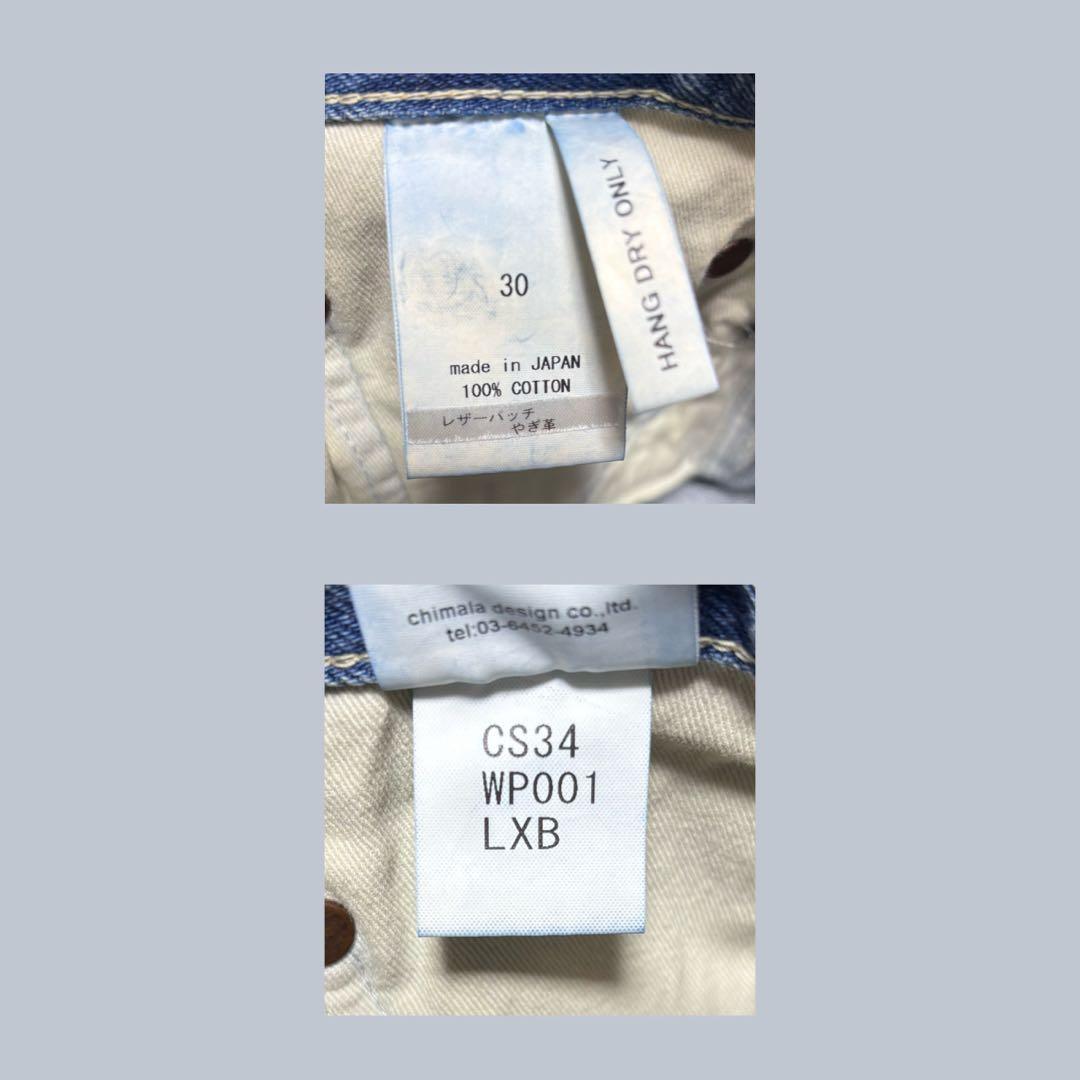 30
made in JAPAN
100% COTTON
レザーパッチ
やぎ革
HANG DRY ONLY
chimala design co.,ltd.
tel:03-6452-4934
CS34
WP001
LXB